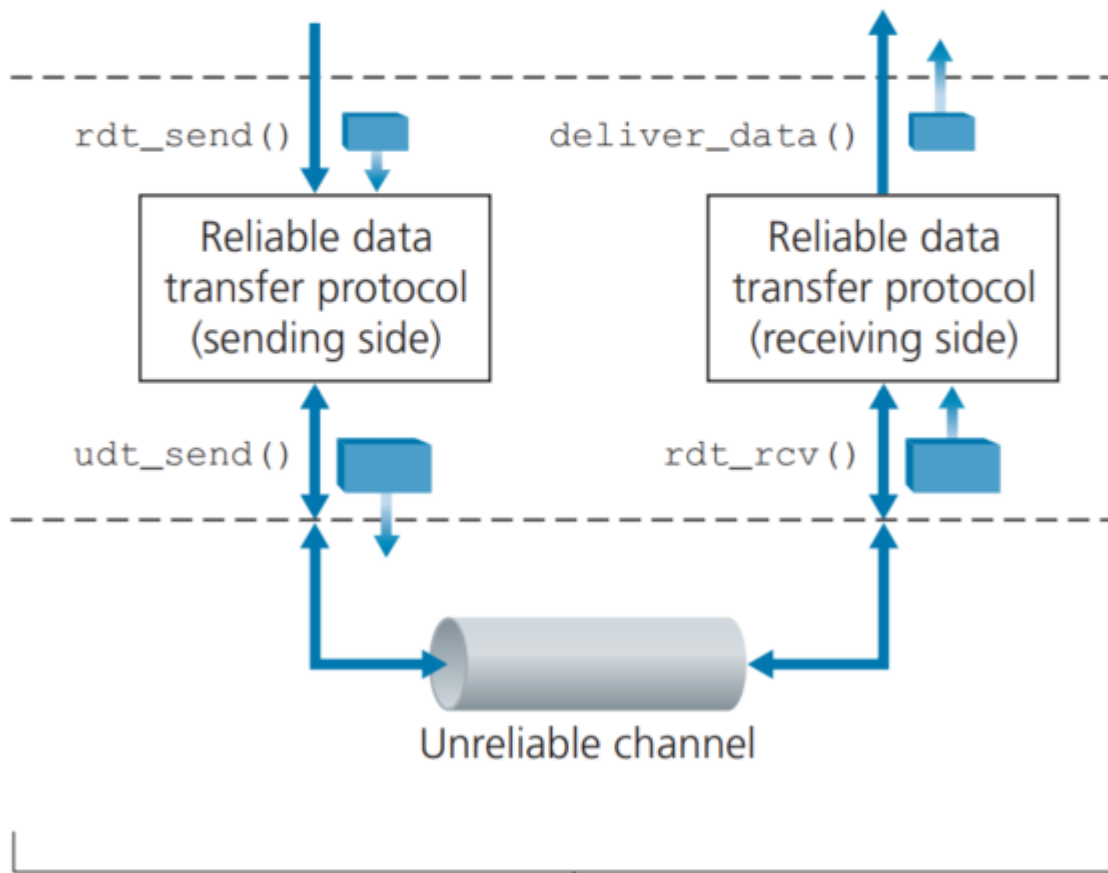 rdt_send()
deliver_data()
Reliable data
transfer protocol
(sending side)
Reliable data
transfer protocol
(receiving side)
udt_send()
rdt_rcv()
Unreliable channel